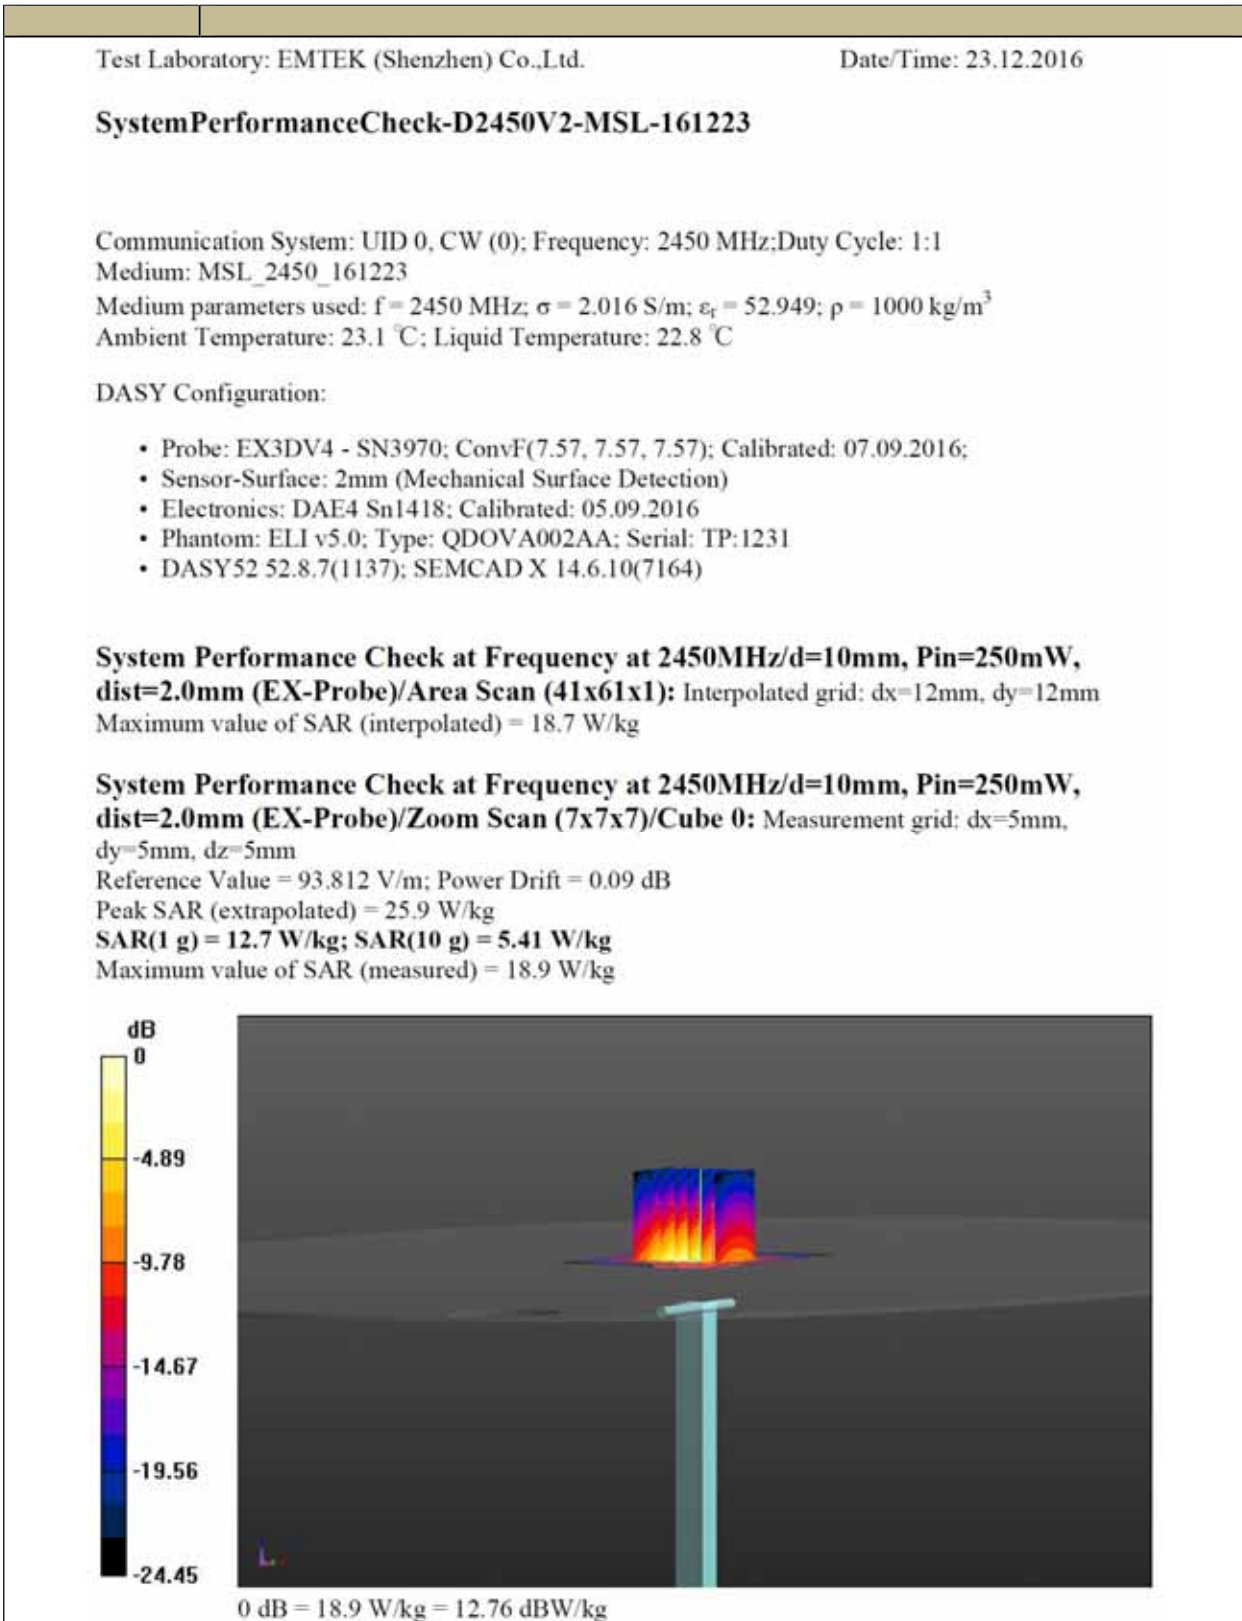 Test Laboratory: EMTEK (Shenzhen) Co.,Ltd. Date/Time: 23.12.2016
SystemPerformanceCheck-D2450V2-MSL-161223
Communication System: UID 0, CW (0); Frequency: 2450 MHz;Duty Cycle: 1:1
Medium: MSL_2450_161223
Medium parameters used: f = 2450 MHz; σ = 2.016 S/m; εr = 52.949; ρ = 1000 kg/m³
Ambient Temperature: 23.1 ℃; Liquid Temperature: 22.8 ℃
DASY Configuration:
• Probe: EX3DV4 - SN3970; ConvF(7.57, 7.57, 7.57); Calibrated: 07.09.2016;
• Sensor-Surface: 2mm (Mechanical Surface Detection)
• Electronics: DAE4 Sn1418; Calibrated: 05.09.2016
• Phantom: ELI v5.0; Type: QDOVA002AA; Serial: TP:1231
• DASY52 52.8.7(1137); SEMCAD X 14.6.10(7164)
System Performance Check at Frequency at 2450MHz/d=10mm, Pin=250mW,
dist=2.0mm (EX-Probe)/Area Scan (41x61x1): Interpolated grid: dx=12mm, dy=12mm
Maximum value of SAR (interpolated) = 18.7 W/kg
System Performance Check at Frequency at 2450MHz/d=10mm, Pin=250mW,
dist=2.0mm (EX-Probe)/Zoom Scan (7x7x7)/Cube 0: Measurement grid: dx=5mm,
dy=5mm, dz=5mm
Reference Value = 93.812 V/m; Power Drift = 0.09 dB
Peak SAR (extrapolated) = 25.9 W/kg
SAR(1 g) = 12.7 W/kg; SAR(10 g) = 5.41 W/kg
Maximum value of SAR (measured) = 18.9 W/kg
dB
0
-4.89
-9.78
-14.67
-19.56
-24.45
0 dB = 18.9 W/kg = 12.76 dBW/kg